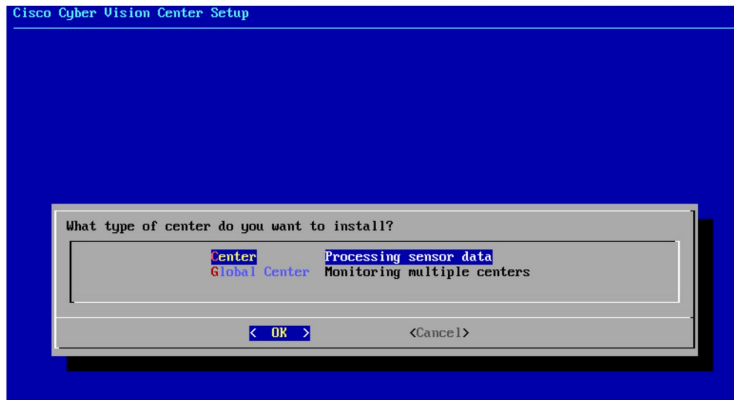 Cisco Cyber Vision Center Setup
What type of center do you want to install?
Center Processing sensor data
Global Center Monitoring multiple centers
< OK > <Cancel>